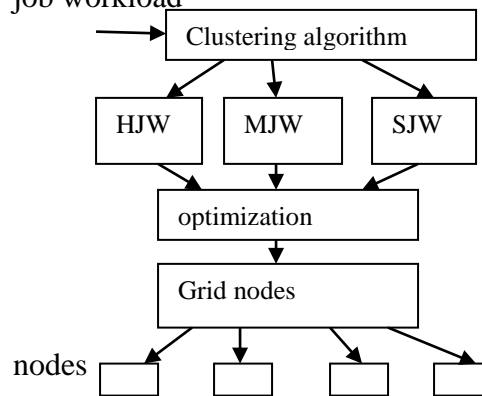 job workload
Clustering algorithm
HJW MJW SJW
optimization
Grid nodes
nodes